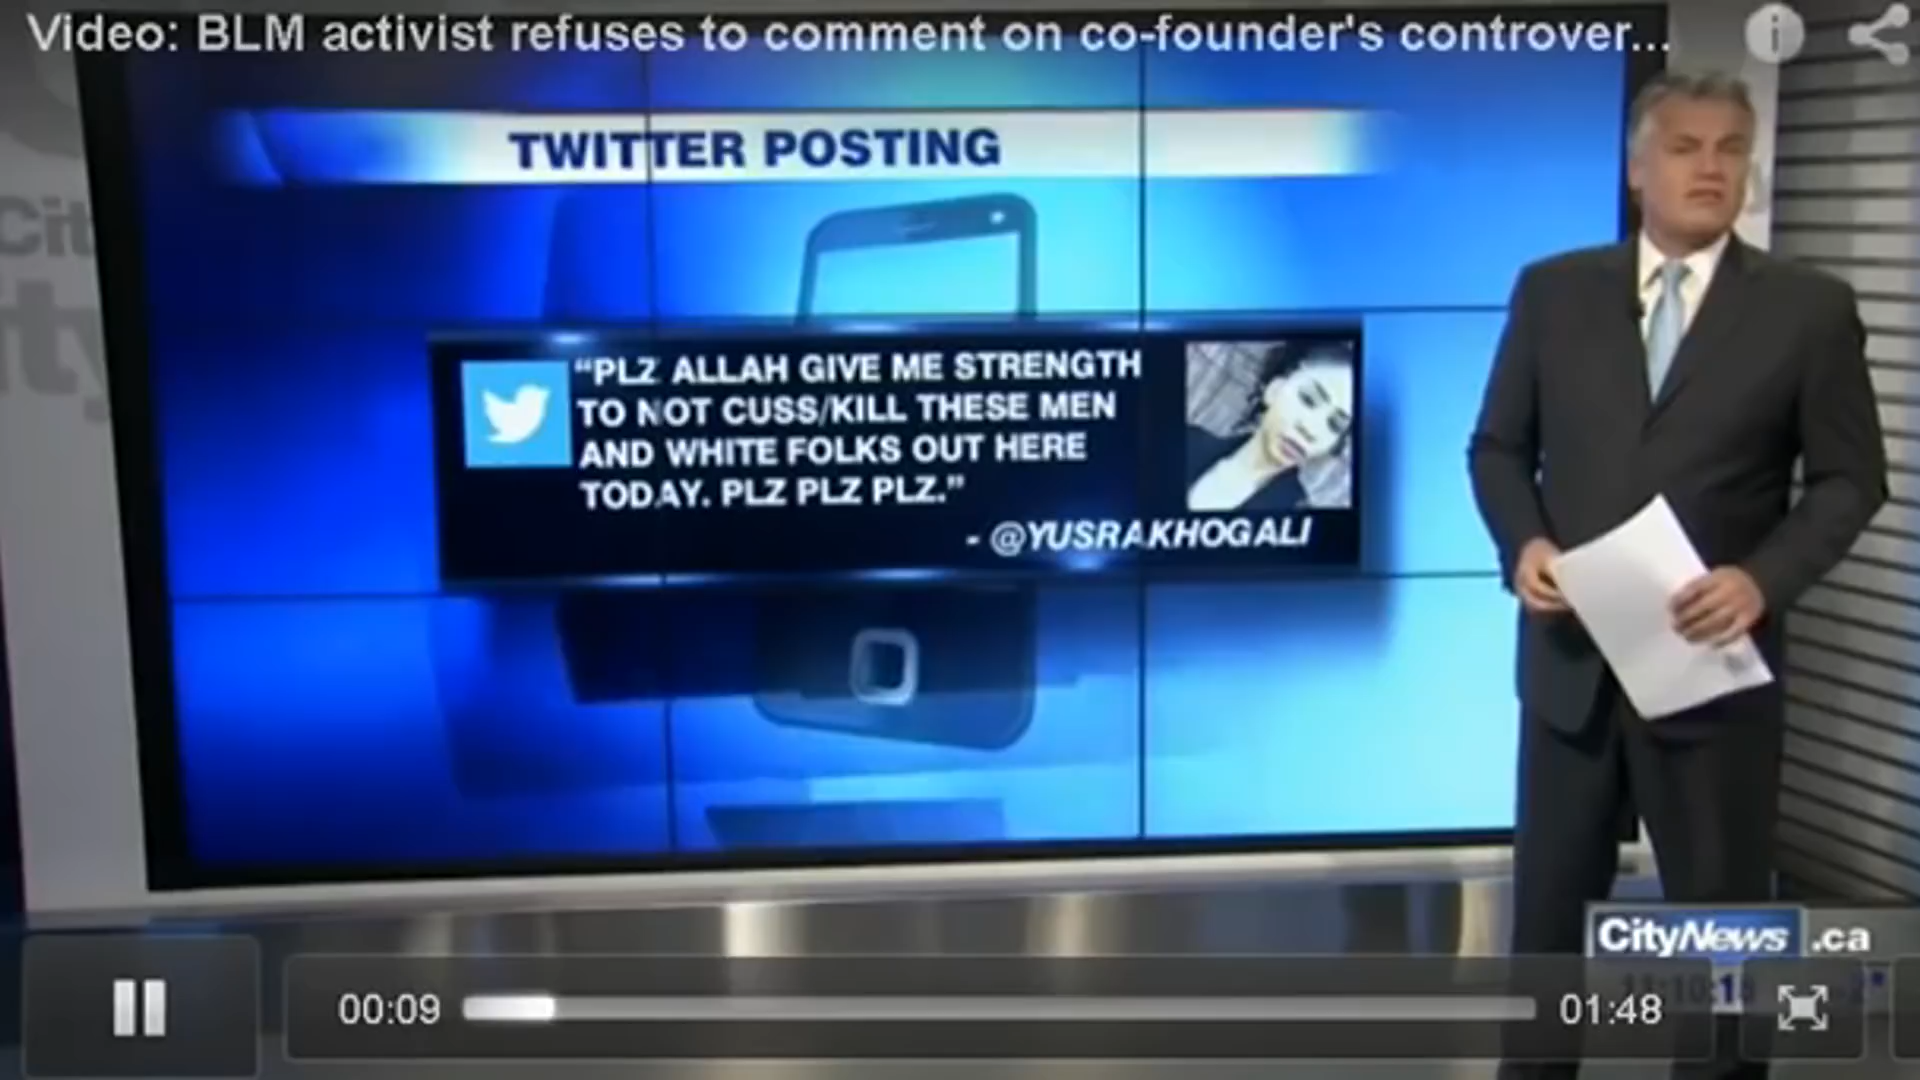 Video: BLM activist refuses to comment on co-founder's controver...
TWITTER POSTING
"PLZ ALLAH GIVE ME STRENGTH
TO NOT CUSS/KILL THESE MEN
AND WHITE FOLKS OUT HERE
TODAY. PLZ PLZ PLZ."
- @YUSRAKHOGALI
City
ity
CityNews.ca
00:09
01:48